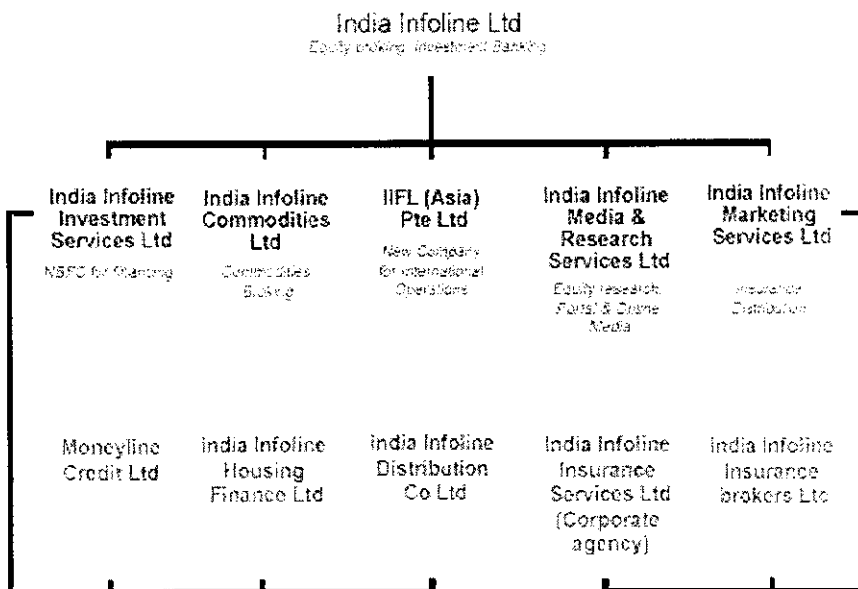 India Infoline Ltd
Equity broking, Investment Banking
India Infoline
Investment
Services Ltd
NBFC for financing
India Infoline
Commodities
Ltd
Commodities
Broking
IIFL (Asia)
Pte Ltd
New Company
for International
Operations
India Infoline
Media &
Research
Services Ltd
Equity research,
Portal & Online
Media
India Infoline
Marketing
Services Ltd
Insurance
Distribution
Moneyline
Credit Ltd
India Infoline
Housing
Finance Ltd
India Infoline
Distribution
Co Ltd
India Infoline
Insurance
Services Ltd
(Corporate
agency)
India Infoline
Insurance
brokers Ltd